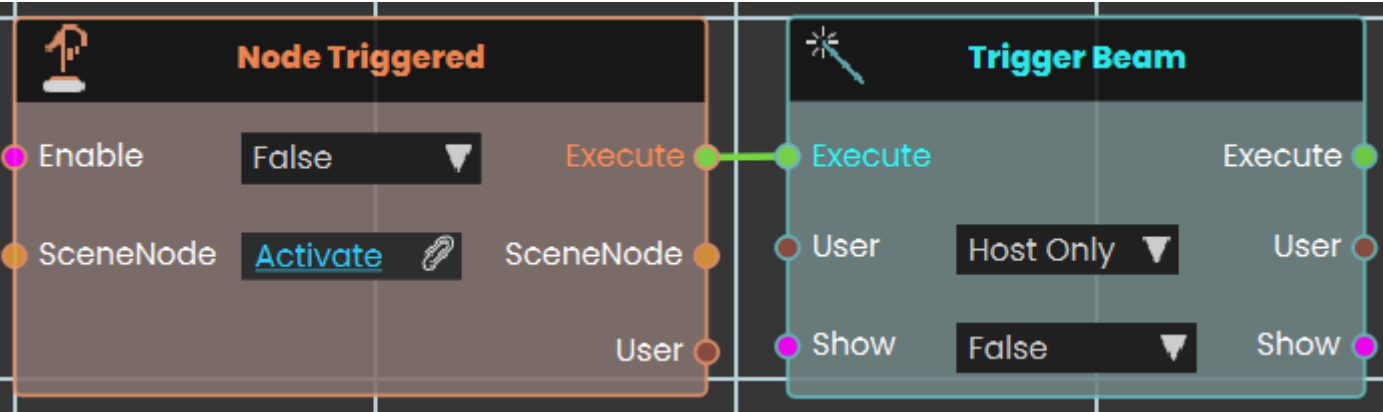 Node Triggered
Enable
False
Execute
SceneNode
Activate
SceneNode
User
Trigger Beam
Execute
Execute
User
Host Only
User
Show
False
Show